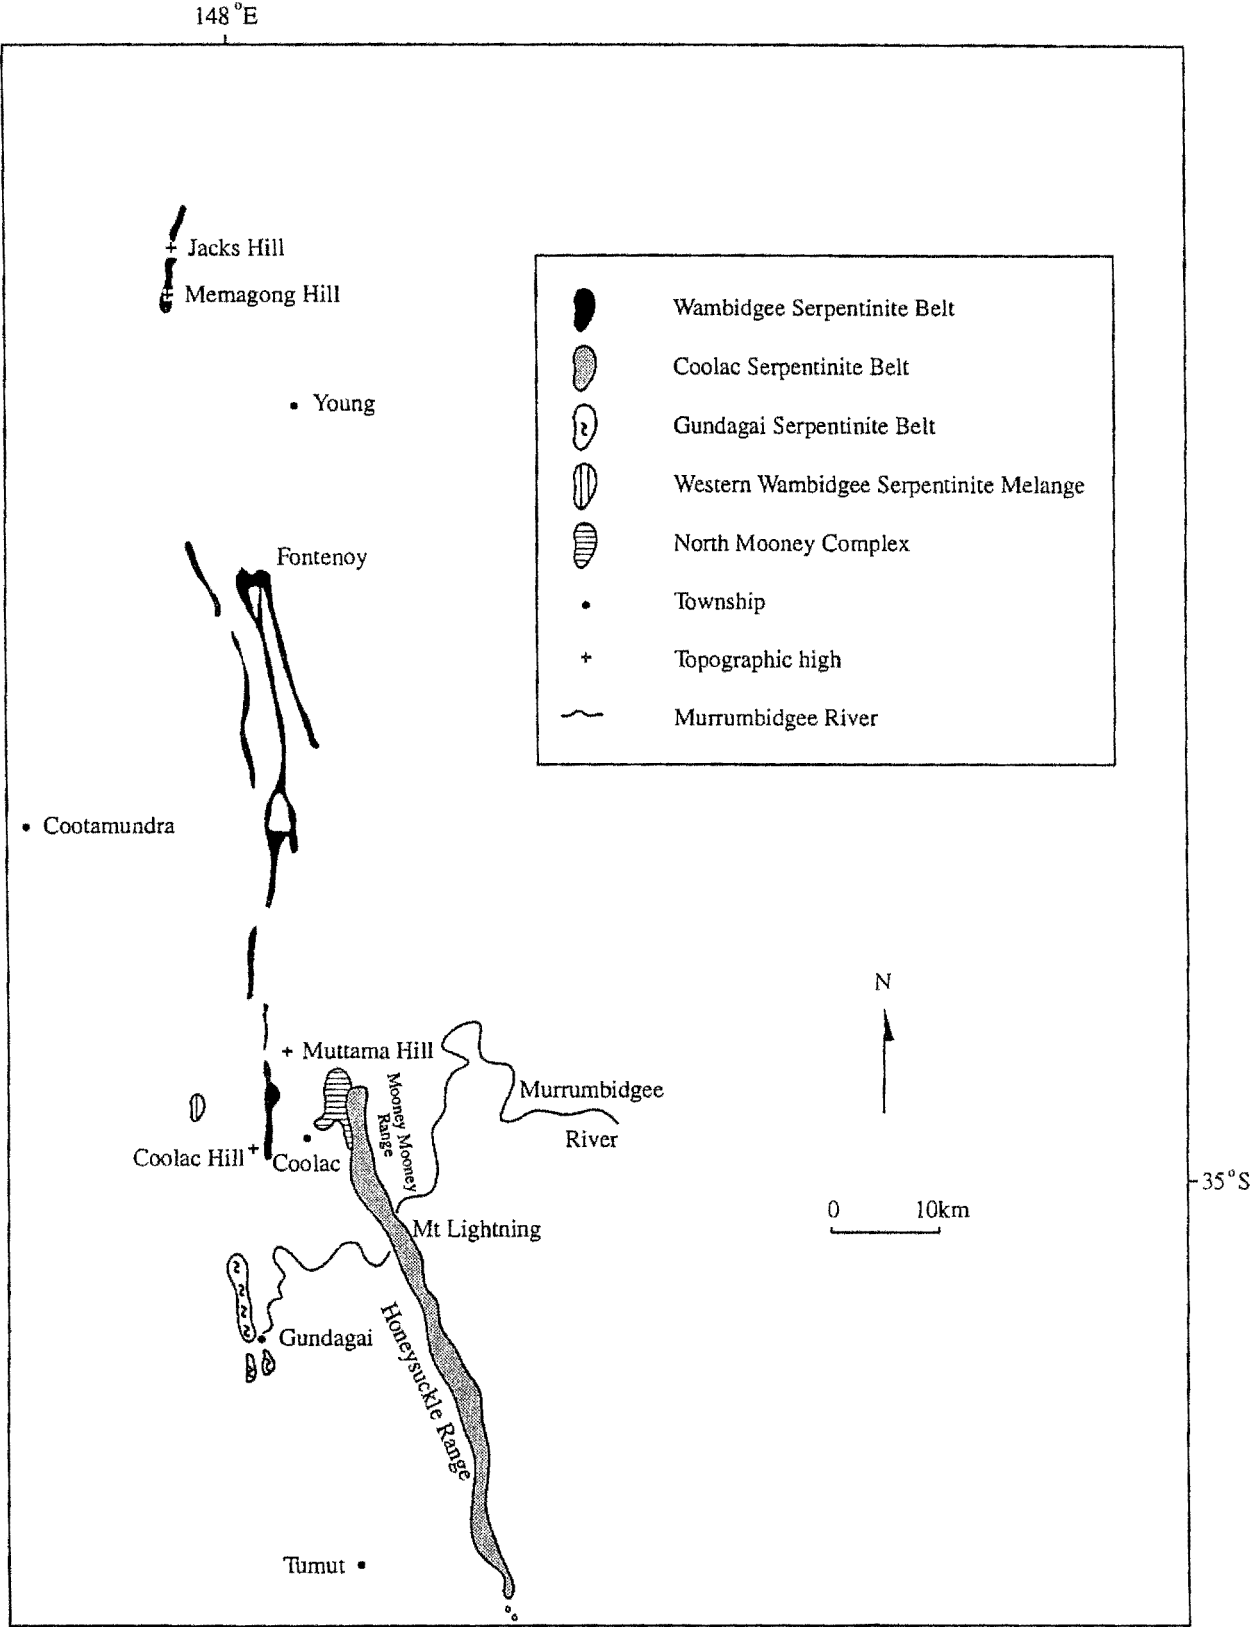 148°E
Jacks Hill
Memagong Hill
Young
Fontenoy
Cootamundra
Wambidgee Serpentinite Belt
Coolac Serpentinite Belt
Gundagai Serpentinite Belt
Western Wambidgee Serpentinite Melange
North Mooney Complex
Township
Topographic high
Murrumbidgee River
N
0 10km
35°S
Muttama Hill
Mooney Mooney
Range
Murrumbidgee
River
Coolac Hill
Coolac
Mt Lightning
Gundagai
Honeysuckle Range
Tumut